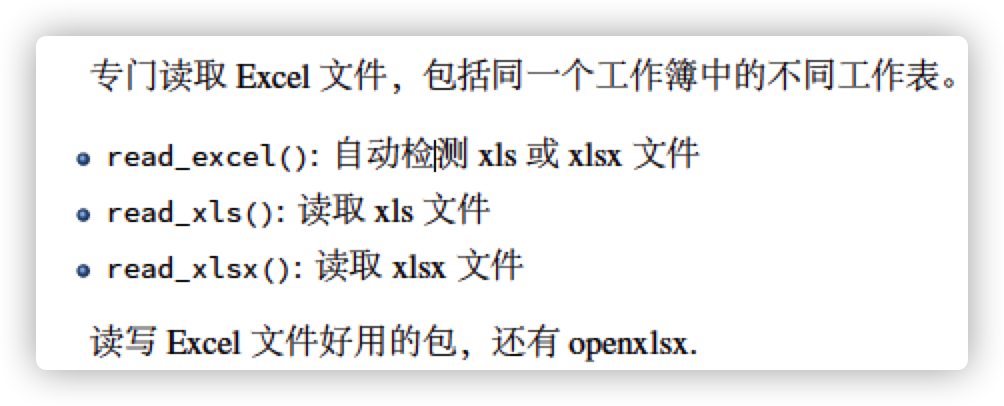 专门读取 Excel 文件，包括同一个工作簿中的不同工作表。
read_excel(): 自动检测 xls 或 xlsx 文件
read_xls(): 读取 xls 文件
read_xlsx(): 读取 xlsx 文件
读写 Excel 文件好用的包，还有 openxlsx.